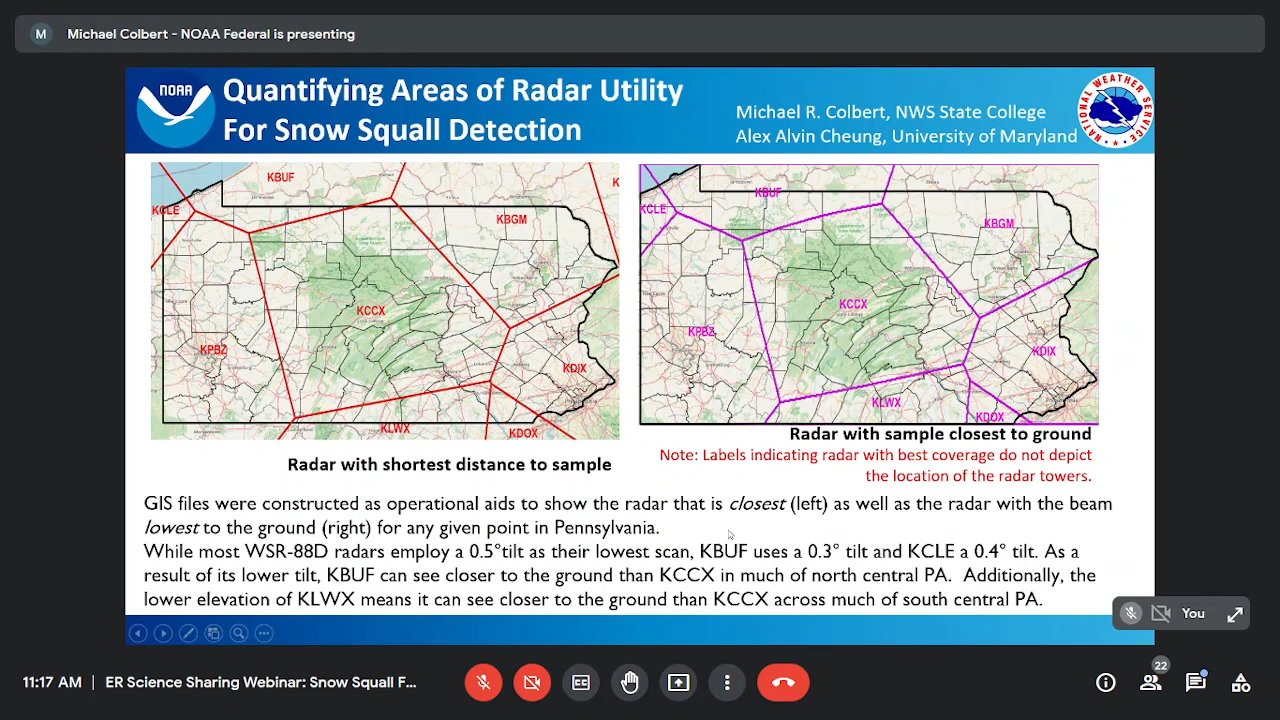 M
Michael Colbert - NOAA Federal is presenting
NOAA
Quantifying Areas of Radar Utility
For Snow Squall Detection
Michael R. Colbert, NWS State College
Alex Alvin Cheung, University of Maryland
NATIONAL WEATHER SERVICE
KBUF
KCLE
K
KBGM
KCCX
KPBZ
KDIX
KLWX
KDOX
KBUF
KCLE
KBGM
KCCX
KPBZ
KDIX
KLWX
KDOX
Radar with shortest distance to sample
Radar with sample closest to ground
Note: Labels indicating radar with best coverage do not depict
the location of the radar towers.
GIS files were constructed as operational aids to show the radar that is closest (left) as well as the radar with the beam
lowest to the ground (right) for any given point in Pennsylvania.
While most WSR-88D radars employ a 0.5°tilt as their lowest scan, KBUF uses a 0.3° tilt and KCLE a 0.4° tilt. As a
result of its lower tilt, KBUF can see closer to the ground than KCCX in much of north central PA. Additionally, the
lower elevation of KLWX means it can see closer to the ground than KCCX across much of south central PA.
You
11:17 AM | ER Science Sharing Webinar: Snow Squall F...
22